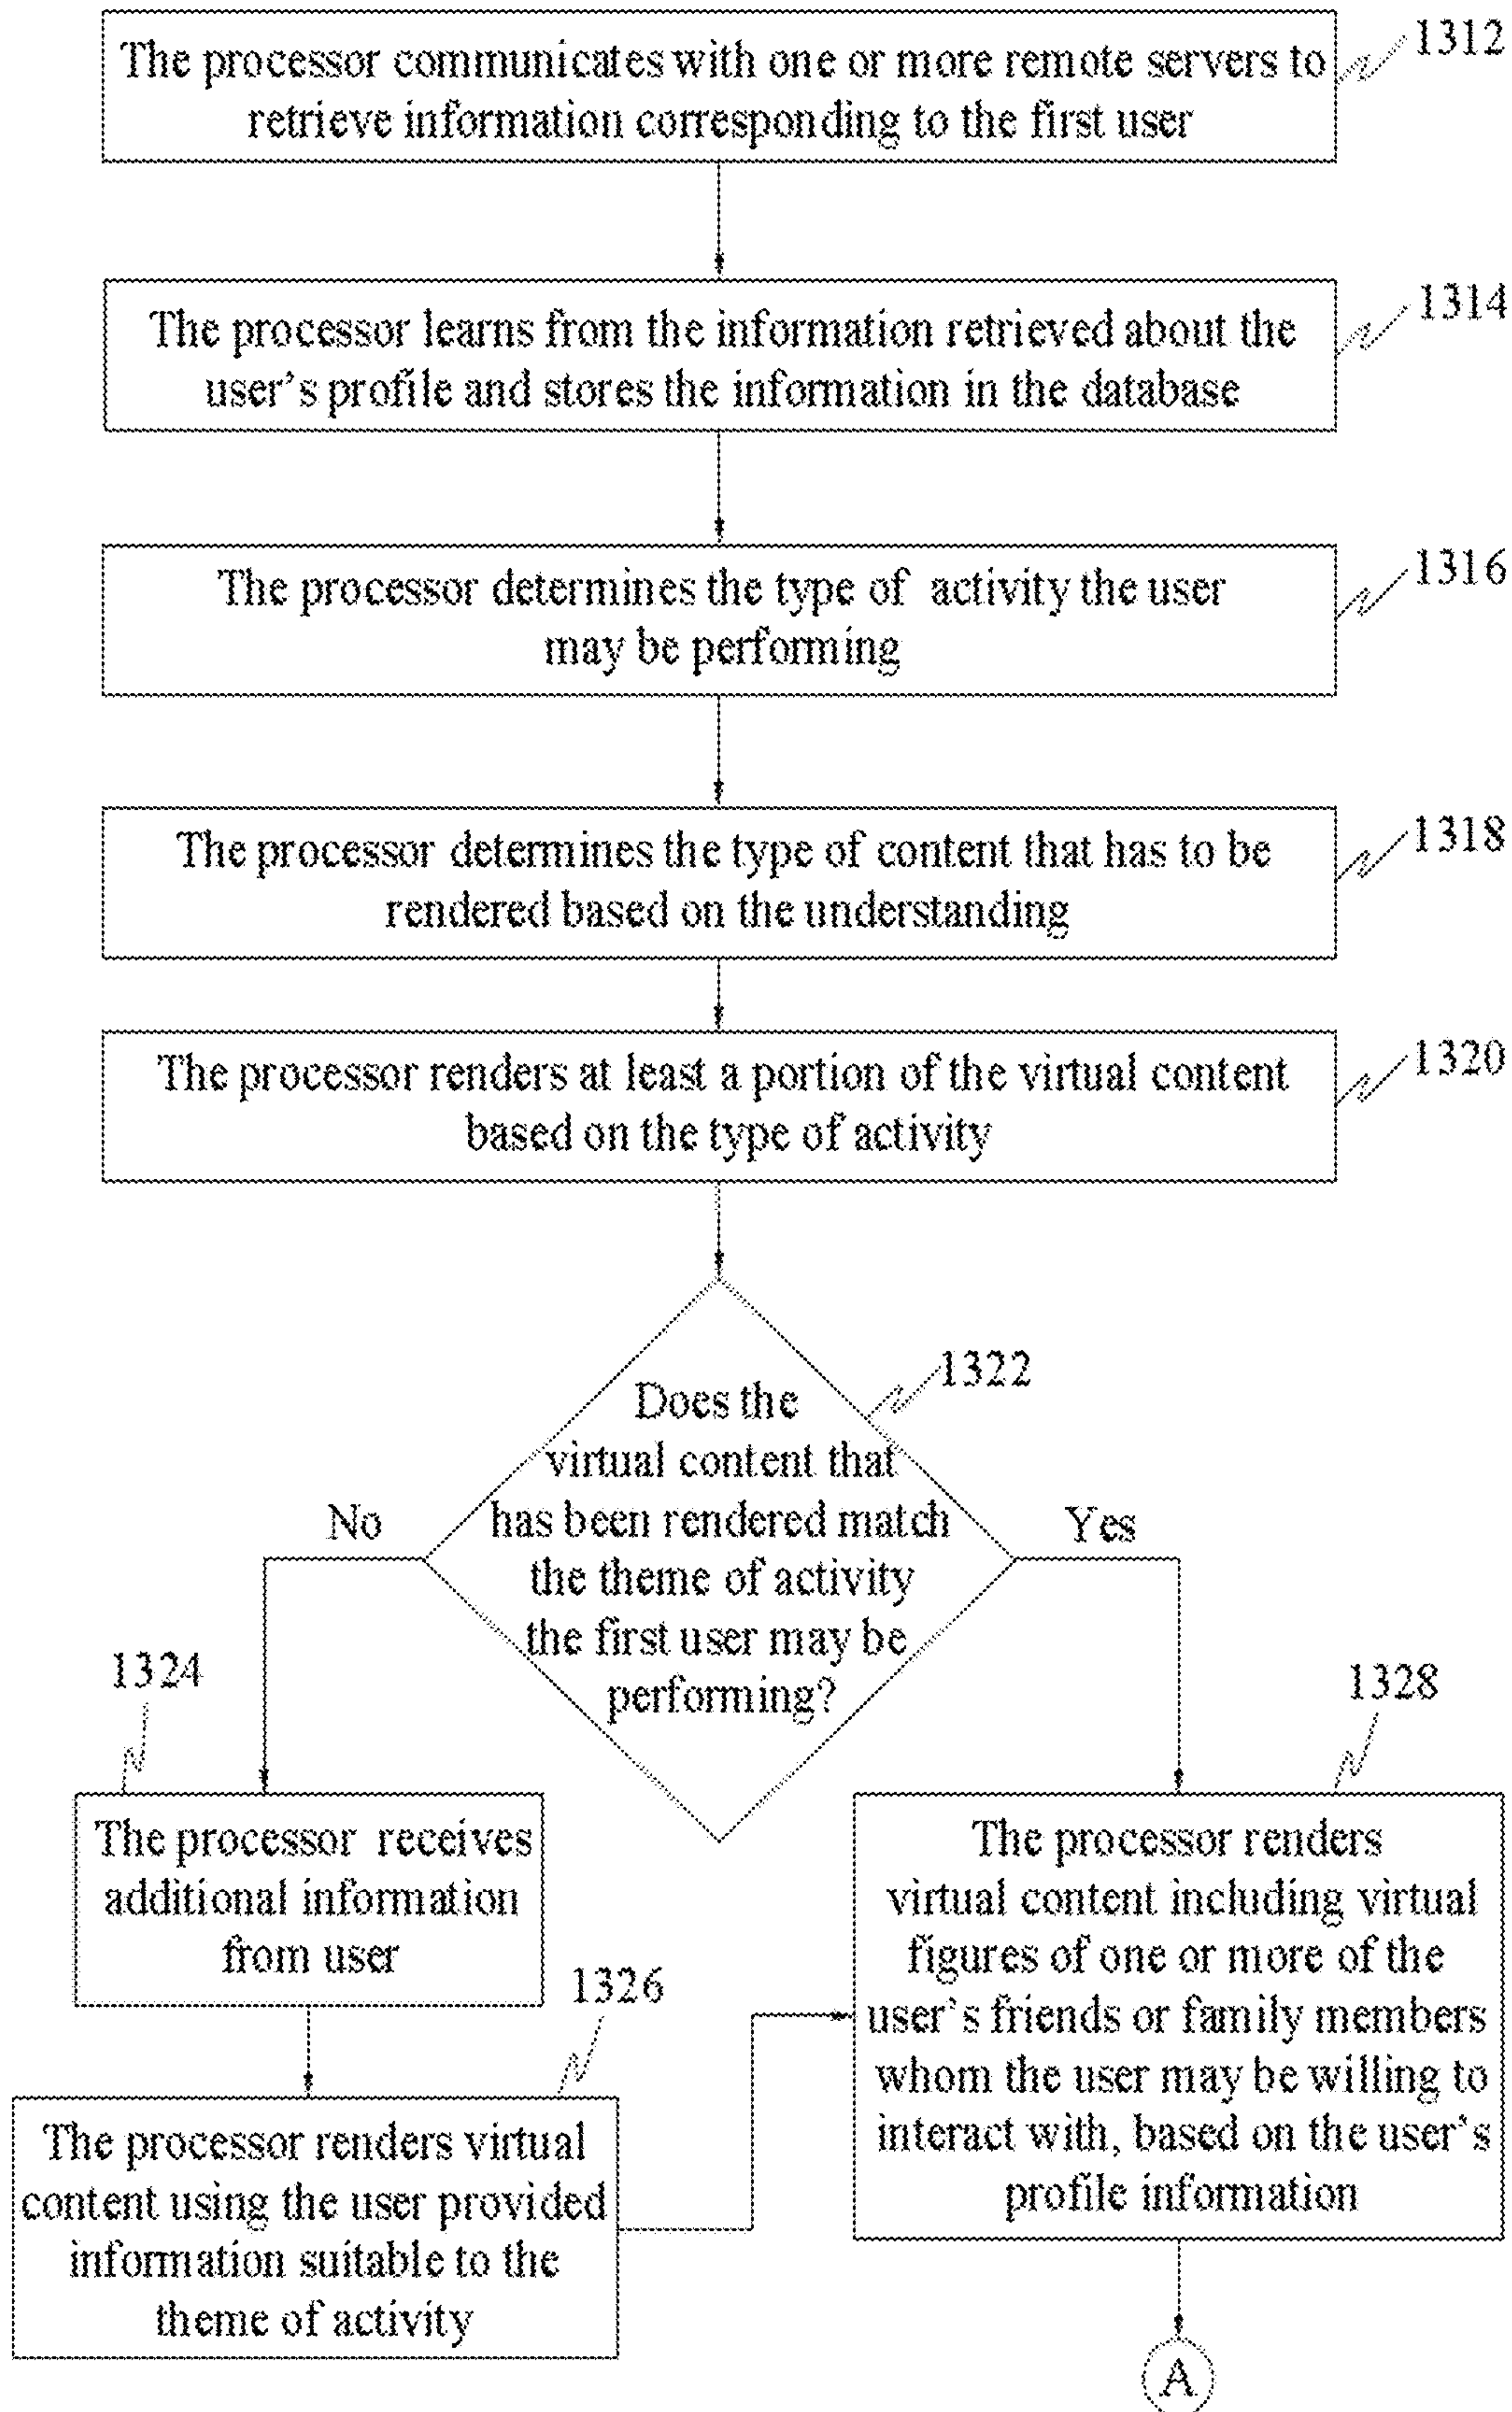 The processor communicates with one or more remote servers to
retrieve information corresponding to the first user
1312
The processor learns from the information retrieved about the
user's profile and stores the information in the database
1314
The processor determines the type of activity the user
may be performing
1316
The processor determines the type of content that has to be
rendered based on the understanding
1318
The processor renders at least a portion of the virtual content
based on the type of activity
1320
1322
Does the
virtual content that
has been rendered match
the theme of activity
the first user may be
performing?
No
Yes
1324
The processor receives
additional information
from user
1326
The processor renders virtual
content using the user provided
information suitable to the
theme of activity
1328
The processor renders
virtual content including virtual
figures of one or more of the
user's friends or family members
whom the user may be willing to
interact with, based on the user's
profile information
A